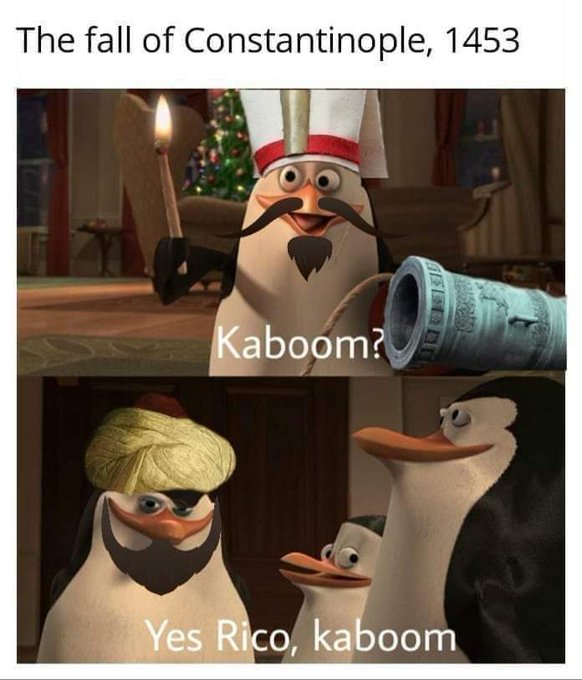 The fall of Constantinople, 1453
Kaboom?
Yes Rico, kaboom